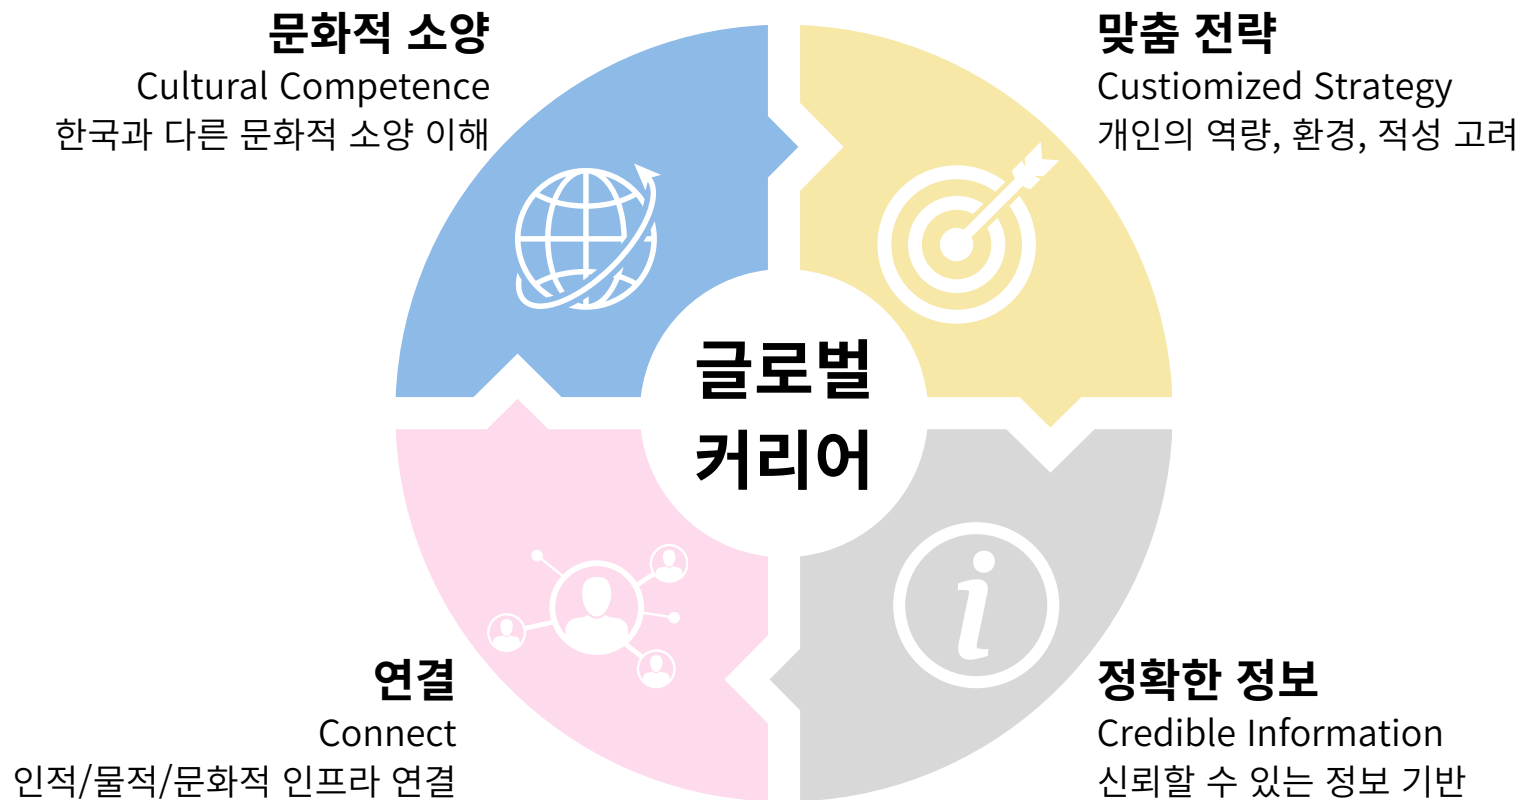 문화적 소양
Cultural Competence
한국과 다른 문화적 소양 이해
맞춤 전략
Custiomized Strategy
개인의 역량, 환경, 적성 고려
글로벌
커리어
연결
Connect
인적/물적/문화적 인프라 연결
정확한 정보
Credible Information
신뢰할 수 있는 정보 기반